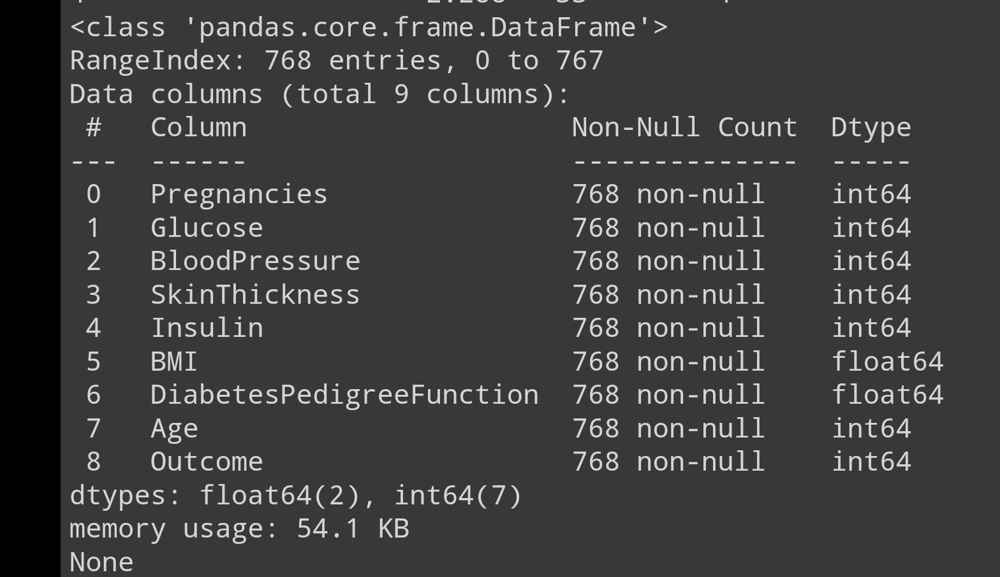 <class 'pandas.core.frame.DataFrame'>
RangeIndex: 768 entries, 0 to 767
Data columns (total 9 columns):
 #   Column                    Non-Null Count  Dtype
---  ------                    --------------  -----
 0   Pregnancies               768 non-null    int64
 1   Glucose                   768 non-null    int64
 2   BloodPressure             768 non-null    int64
 3   SkinThickness             768 non-null    int64
 4   Insulin                   768 non-null    int64
 5   BMI                       768 non-null    float64
 6   DiabetesPedigreeFunction  768 non-null    float64
 7   Age                       768 non-null    int64
 8   Outcome                   768 non-null    int64
dtypes: float64(2), int64(7)
memory usage: 54.1 KB
None